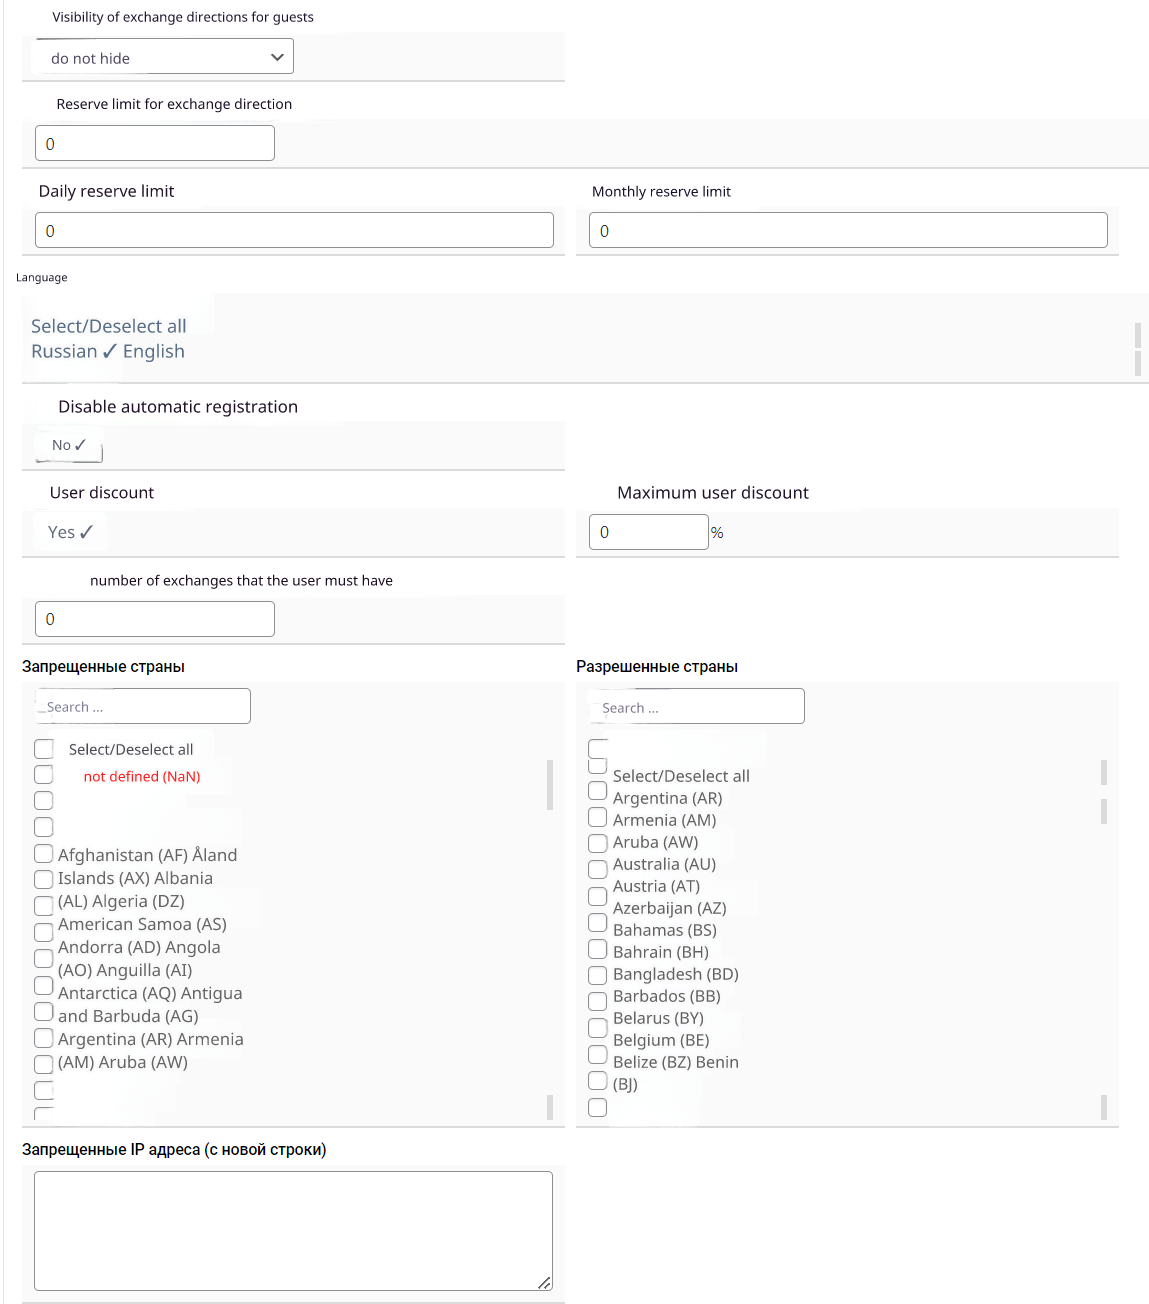 Visibility of exchange directions for guests
do not hide
Reserve limit for exchange direction
0
Daily reserve limit
Monthly reserve limit
0
0
Language
Select/Deselect all
Russian ✓ English
Disable automatic registration
No ✓
User discount
Maximum user discount
Yes ✓
0 %
number of exchanges that the user must have
0
Запрещенные страны
Search ...
Select/Deselect all
not defined (NaN)
Afghanistan (AF) Åland
Islands (AX) Albania
(AL) Algeria (DZ)
American Samoa (AS)
Andorra (AD) Angola
(AO) Anguilla (AI)
Antarctica (AQ) Antigua
and Barbuda (AG)
Argentina (AR) Armenia
(AM) Aruba (AW)
Разрешенные страны
Search ...
Select/Deselect all
Argentina (AR)
Armenia (AM)
Aruba (AW)
Australia (AU)
Austria (AT)
Azerbaijan (AZ)
Bahamas (BS)
Bahrain (BH)
Bangladesh (BD)
Barbados (BB)
Belarus (BY)
Belgium (BE)
Belize (BZ) Benin
(BJ)
Запрещенные IP адреса (с новой строки)